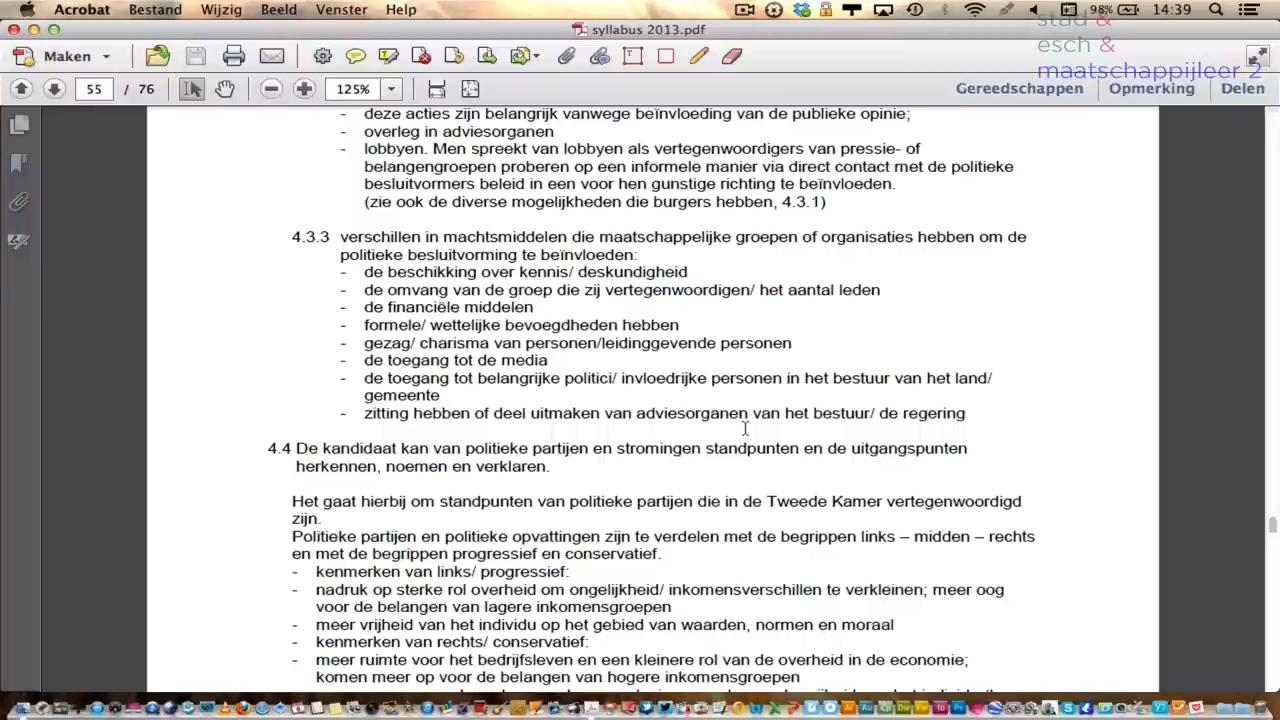 Acrobat Bestand Wijzig Beeld Venster Help 98% 14:39
syllabus 2013.pdf
stad &
esch &
maatschappijleer 2
Maken
55 / 76 125% Gereedschappen Opmerking Delen
- deze acties zijn belangrijk vanwege beïnvloeding van de publieke opinie;
- overleg in adviesorganen
- lobbyen. Men spreekt van lobbyen als vertegenwoordigers van pressie- of
belangengroepen proberen op een informele manier via direct contact met de politieke
besluitvormers beleid in een voor hen gunstige richting te beïnvloeden.
(zie ook de diverse mogelijkheden die burgers hebben, 4.3.1)
4.3.3 verschillen in machtsmiddelen die maatschappelijke groepen of organisaties hebben om de
politieke besluitvorming te beïnvloeden:
- de beschikking over kennis/ deskundigheid
- de omvang van de groep die zij vertegenwoordigen/ het aantal leden
- de financiële middelen
- formele/ wettelijke bevoegdheden hebben
- gezag/ charisma van personen/leidinggevende personen
- de toegang tot de media
- de toegang tot belangrijke politici/ invloedrijke personen in het bestuur van het land/
gemeente
- zitting hebben of deel uitmaken van adviesorganen van het bestuur/ de regering
4.4 De kandidaat kan van politieke partijen en stromingen standpunten en de uitgangspunten
herkennen, noemen en verklaren.
Het gaat hierbij om standpunten van politieke partijen die in de Tweede Kamer vertegenwoordigd
zijn.
Politieke partijen en politieke opvattingen zijn te verdelen met de begrippen links – midden – rechts
en met de begrippen progressief en conservatief.
- kenmerken van links/ progressief:
- nadruk op sterke rol overheid om ongelijkheid/ inkomensverschillen te verkleinen; meer oog
voor de belangen van lagere inkomensgroepen
- meer vrijheid van het individu op het gebied van waarden, normen en moraal
- kenmerken van rechts/ conservatief:
- meer ruimte voor het bedrijfsleven en een kleinere rol van de overheid in de economie;
komen meer op voor de belangen van hogere inkomensgroepen